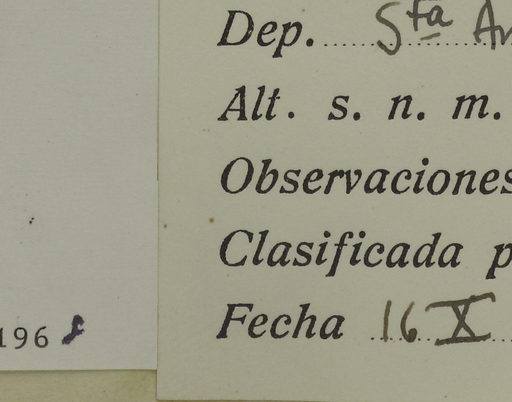 Dep. Sta
Alt. s. n. m.
Observaciones
Clasificada p
Fecha 16 X
196